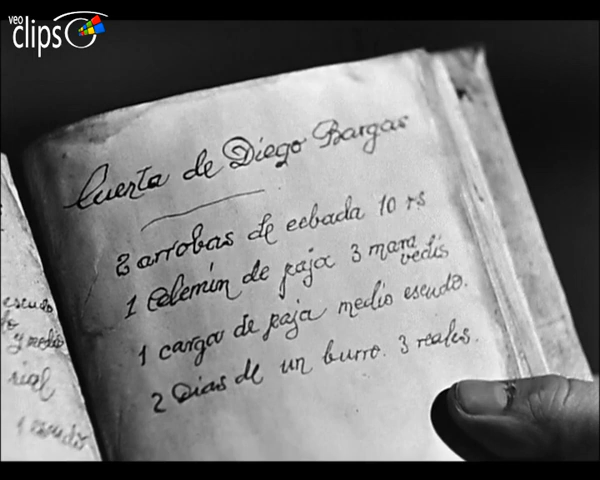 veo
clips
Cuenta de Diego Bargas
2 arrobas de cebada 10 rs
1 Celemín de paja 3 mara
vedis
1 carga de paja medio escudo.
2 Dias de un burro. 3 reales.
escudo
y medio
real
1 escudo